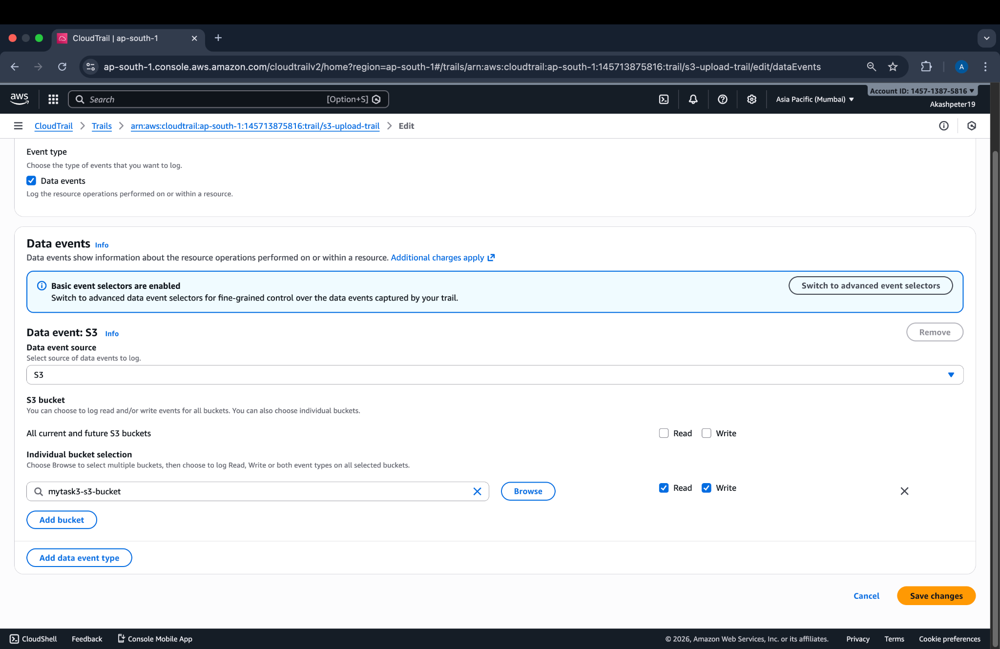 CloudTrail | ap-south-1
ap-south-1.console.aws.amazon.com/cloudtrailv2/home?region=ap-south-1#/trails/arn:aws:cloudtrail:ap-south-1:145713875816:trail/s3-upload-trail/edit/dataEvents
A
aws
Search
[Option+S]
Asia Pacific (Mumbai)
Account ID: 1457-1387-5816
Akashpeter19
CloudTrail > Trails > arn:aws:cloudtrail:ap-south-1:145713875816:trail/s3-upload-trail > Edit
Event type
Choose the type of events that you want to log.
Data events
Log the resource operations performed on or within a resource.
Data events Info
Data events show information about the resource operations performed on or within a resource. Additional charges apply
Basic event selectors are enabled
Switch to advanced data event selectors for fine-grained control over the data events captured by your trail.
Switch to advanced event selectors
Data event: S3 Info
Remove
Data event source
Select source of data events to log.
S3
S3 bucket
You can choose to log read and/or write events for all buckets. You can also choose individual buckets.
All current and future S3 buckets
Read Write
Individual bucket selection
Choose Browse to select multiple buckets, then choose to log Read, Write or both event types on all selected buckets.
mytask3-s3-bucket
Browse
Read Write
Add bucket
Add data event type
Cancel
Save changes
CloudShell Feedback Console Mobile App
© 2026, Amazon Web Services, Inc. or its affiliates. Privacy Terms Cookie preferences